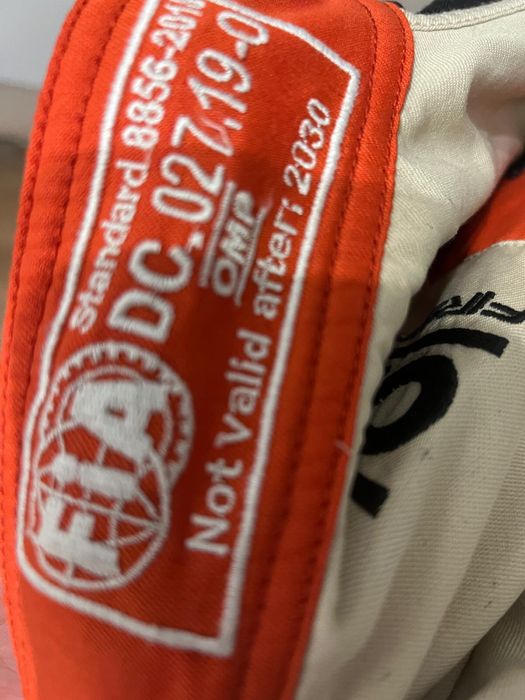 Standard 8856-2018
DC.027.19-0
FIA
OMP
Not Valid after: 2030